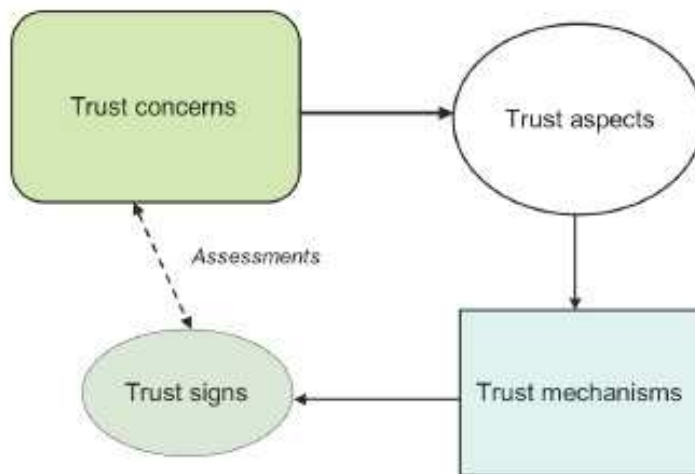 Trust concerns
Trust aspects
Assessments
Trust signs
Trust mechanisms